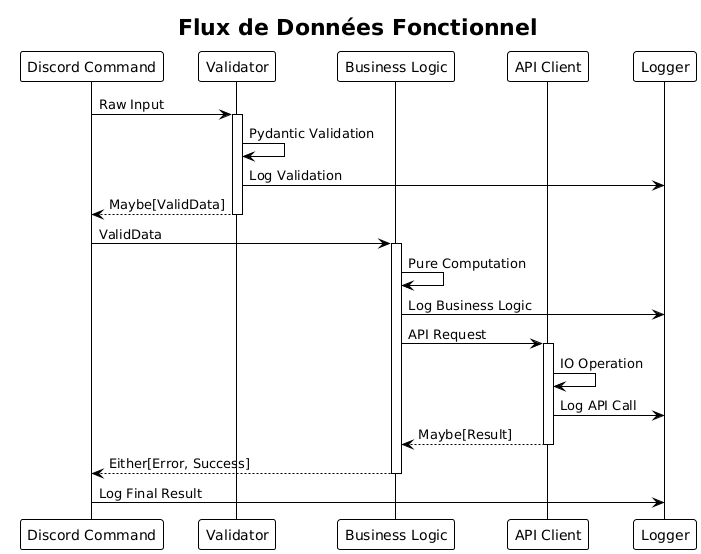 Flux de Données Fonctionnel
Discord Command
Validator
Business Logic
API Client
Logger
Raw Input
Pydantic Validation
Log Validation
Maybe[ValidData]
ValidData
Pure Computation
Log Business Logic
API Request
IO Operation
Log API Call
Maybe[Result]
Either[Error, Success]
Log Final Result
Discord Command
Validator
Business Logic
API Client
Logger